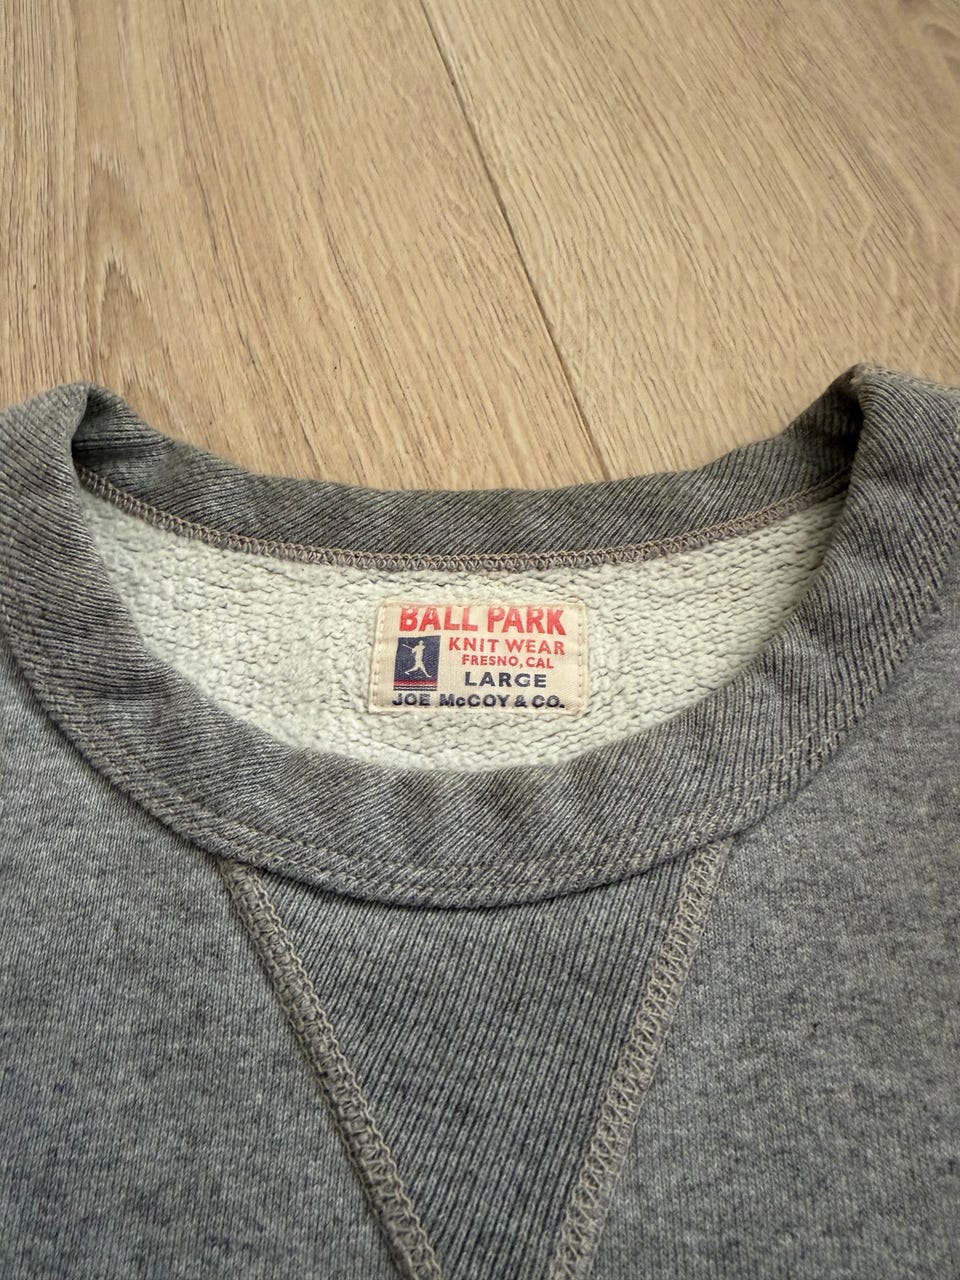 BALL PARK
KNIT WEAR
FRESNO, CAL
LARGE
JOE McCOY & CO.